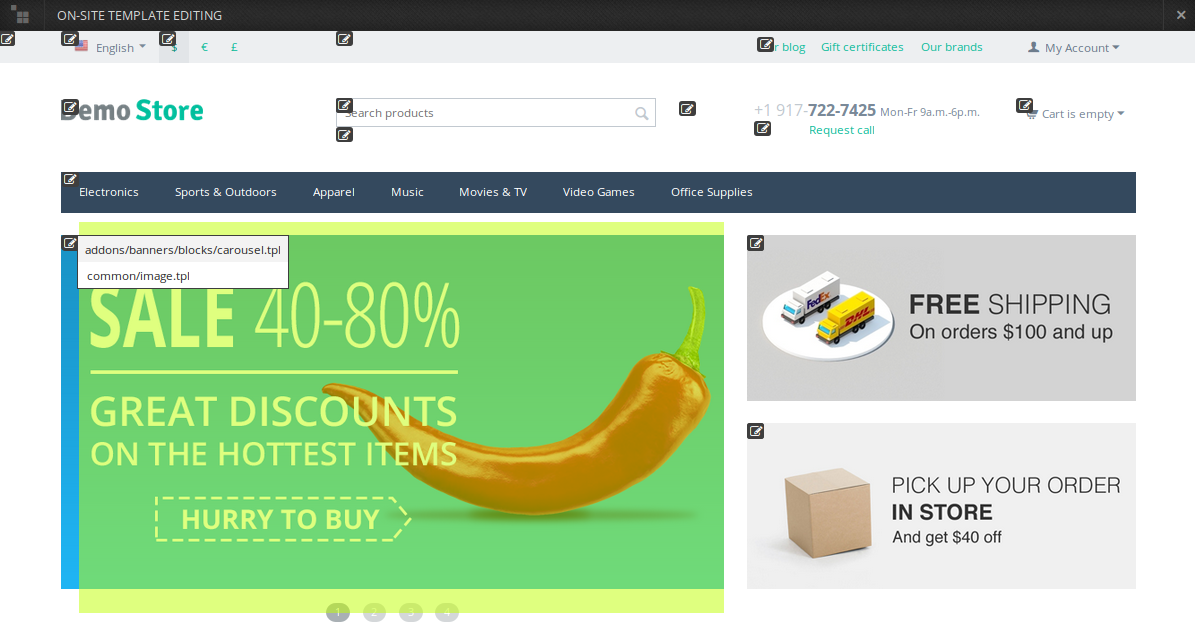 ON-SITE TEMPLATE EDITING
English $ € £
blog Gift certificates Our brands My Account
Demo Store
Search products
+1 917-722-7425 Mon-Fr 9a.m.-6p.m.
Request call
Cart is empty
Electronics Sports & Outdoors Apparel Music Movies & TV Video Games Office Supplies
addons/banners/blocks/carousel.tpl
common/image.tpl
SALE 40-80%
GREAT DISCOUNTS
ON THE HOTTEST ITEMS
HURRY TO BUY
1 2 3 4
FedEx
DHL
FREE SHIPPING
On orders $100 and up
PICK UP YOUR ORDER
IN STORE
And get $40 off